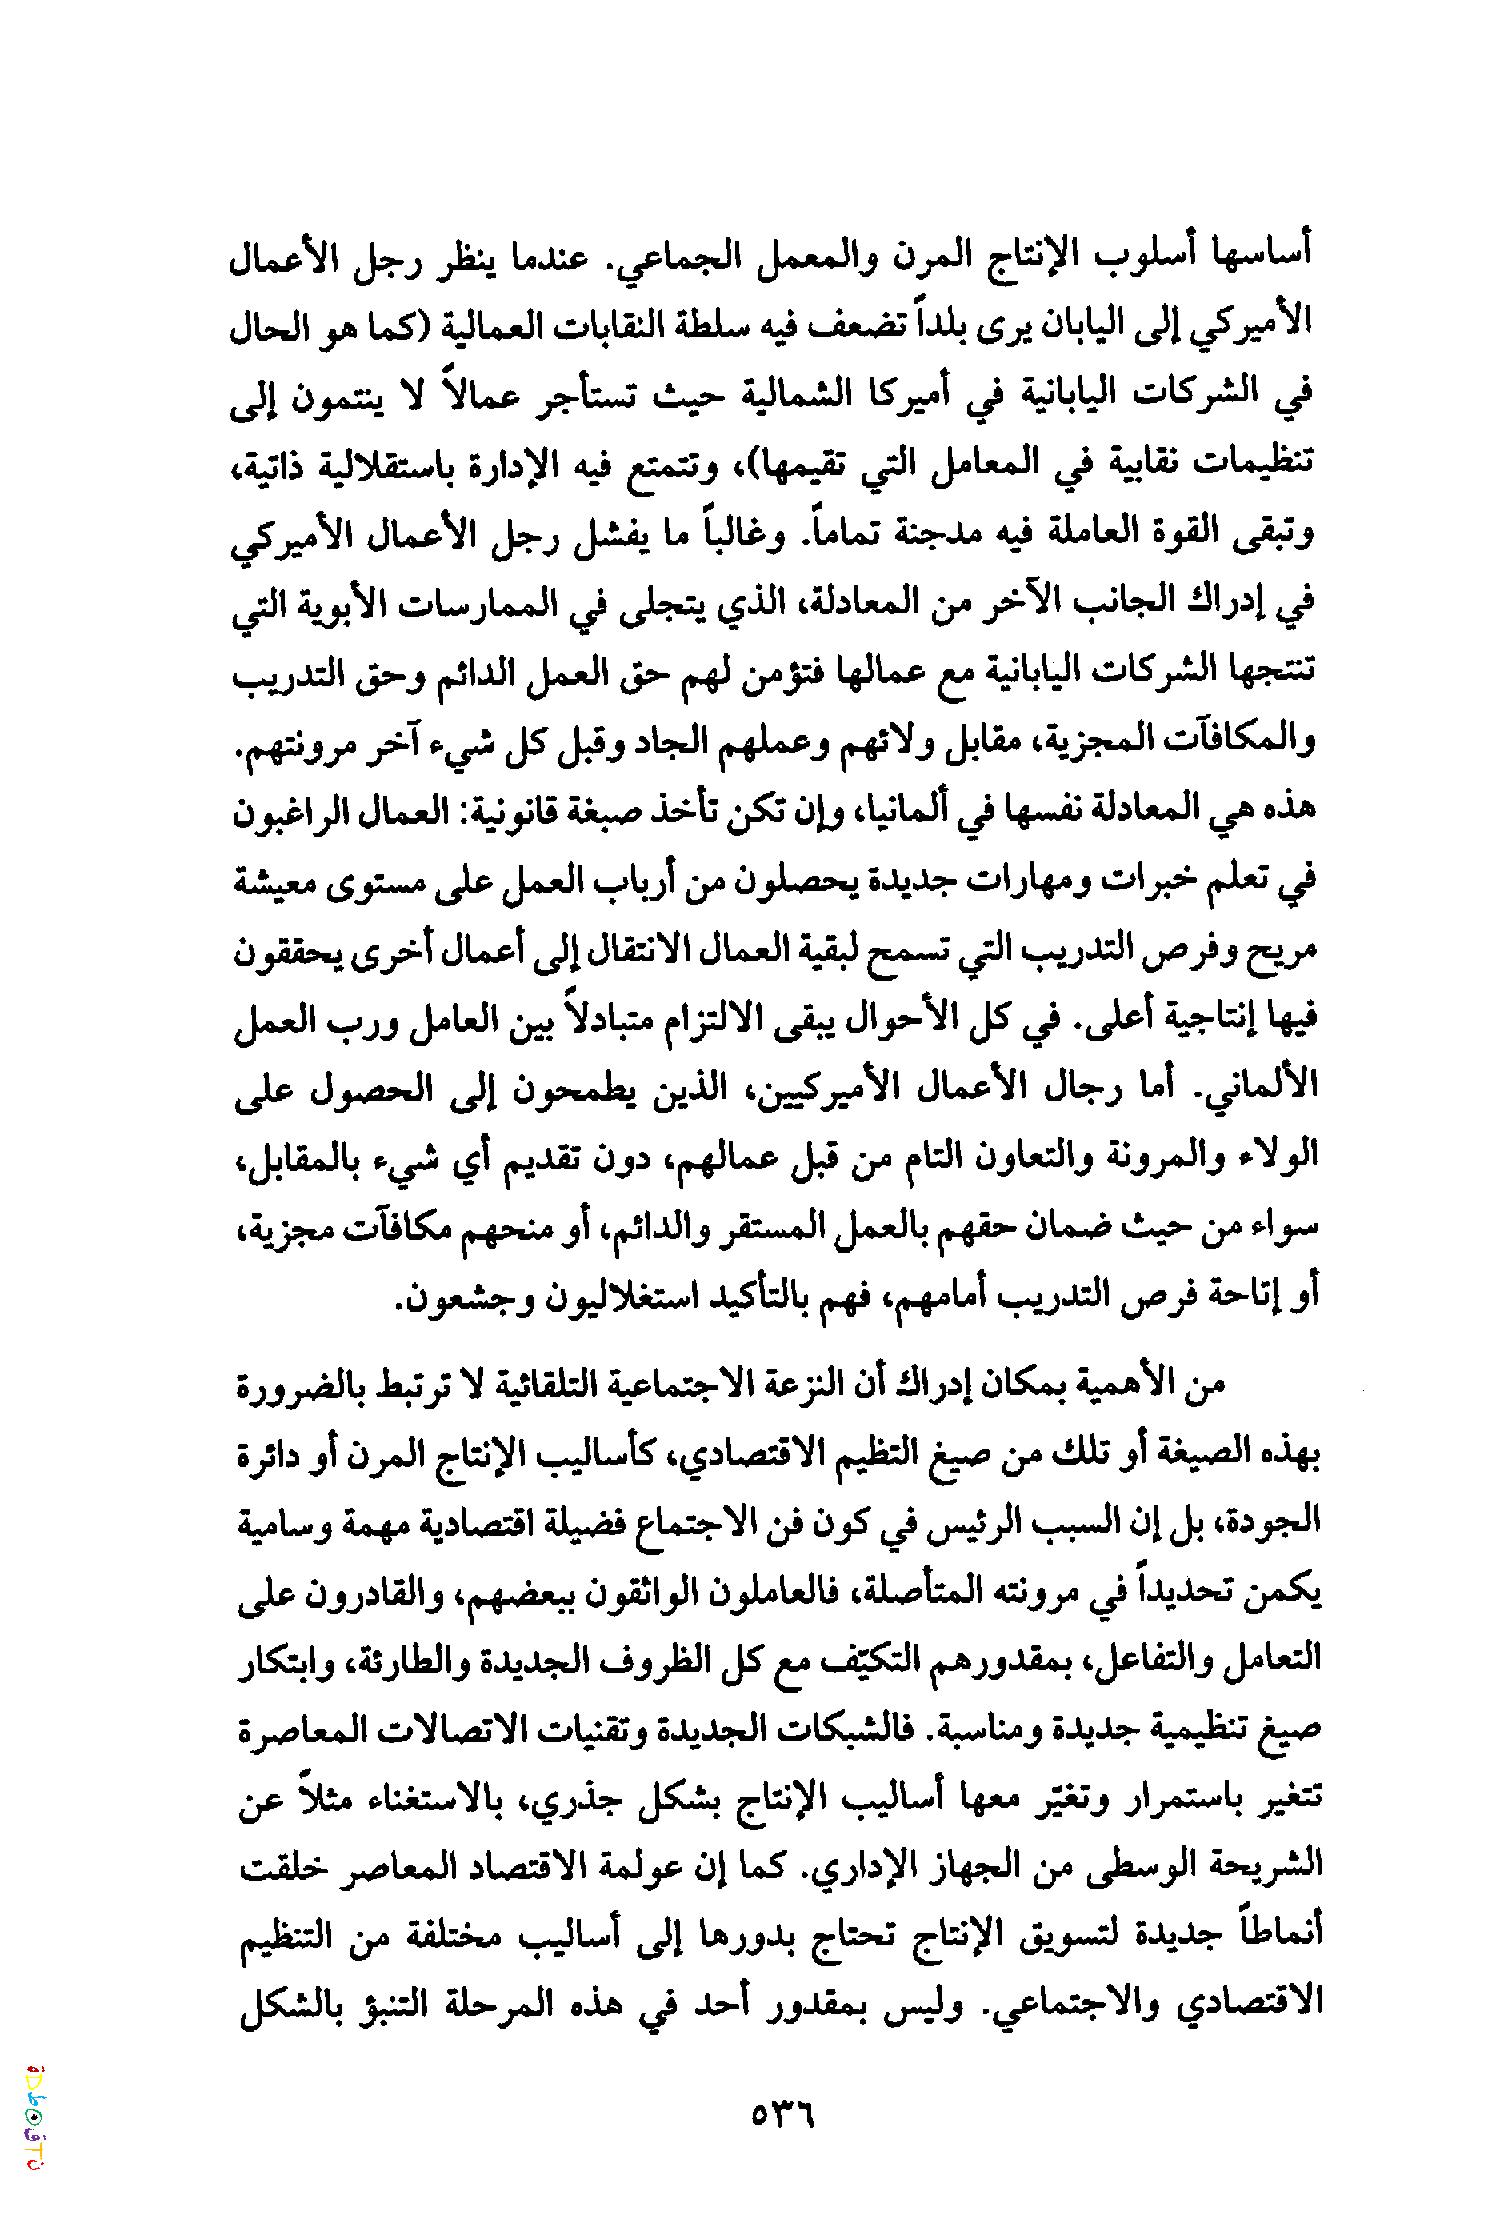 أساسها أسلوب الإنتاج المرن والمعمل الجماعي. عندما ينظر رجل الأعمال
الأميركي إلى اليابان يرى بلداً تضعف فيه سلطة النقابات العمالية (كما هو الحال
في الشركات اليابانية في أميركا الشمالية حيث تستأجر عمالاً لا ينتمون إلى
تنظيمات نقابية في المعامل التي تقيمها)، وتتمتع فيه الإدارة باستقلالية ذاتية،
وتبقى القوة العاملة فيه مدجنة تماماً. وغالباً ما يفشل رجل الأعمال الأميركي
في إدراك الجانب الآخر من المعادلة، الذي يتجلى في الممارسات الأبوية التي
تنتجها الشركات اليابانية مع عمالها فتؤمن لهم حق العمل الدائم وحق التدريب
والمكافآت المجزية، مقابل ولائهم وعملهم الجاد وقبل كل شيء آخر مرونتهم.
هذه هي المعادلة نفسها في ألمانيا، وإن تكن تأخذ صبغة قانونية: العمال الراغبون
في تعلم خبرات ومهارات جديدة يحصلون من أرباب العمل على مستوى معيشة
مريح وفرص التدريب التي تسمح لبقية العمال الانتقال إلى أعمال أخرى يحققون
فيها إنتاجية أعلى. في كل الأحوال يبقى الالتزام متبادلاً بين العامل ورب العمل
الألماني. أما رجال الأعمال الأميركيين، الذين يطمحون إلى الحصول على
الولاء والمرونة والتعاون التام من قبل عمالهم، دون تقديم أي شيء بالمقابل،
سواء من حيث ضمان حقهم بالعمل المستقر والدائم، أو منحهم مكافآت مجزية،
أو إتاحة فرص التدريب أمامهم، فهم بالتأكيد استغلاليون وجشعون.
من الأهمية بمكان إدراك أن النزعة الاجتماعية التلقائية لا ترتبط بالضرورة
بهذه الصيغة أو تلك من صيغ التظيم الاقتصادي، كأساليب الإنتاج المرن أو دائرة
الجودة، بل إن السبب الرئيس في كون فن الاجتماع فضيلة اقتصادية مهمة وسامية
يكمن تحديداً في مرونته المتأصلة، فالعاملون الواثقون ببعضهم، والقادرون على
التعامل والتفاعل، بمقدورهم التكيّف مع كل الظروف الجديدة والطارئة، وابتكار
صيغ تنظيمية جديدة ومناسبة. فالشبكات الجديدة وتقنيات الاتصالات المعاصرة
تتغير باستمرار وتغيّر معها أساليب الإنتاج بشكل جذري، بالاستغناء مثلاً عن
الشريحة الوسطى من الجهاز الإداري. كما إن عولمة الاقتصاد المعاصر خلقت
أنماطاً جديدة لتسويق الإنتاج تحتاج بدورها إلى أساليب مختلفة من التنظيم
الاقتصادي والاجتماعي. وليس بمقدور أحد في هذه المرحلة التنبؤ بالشكل
٥٣٦